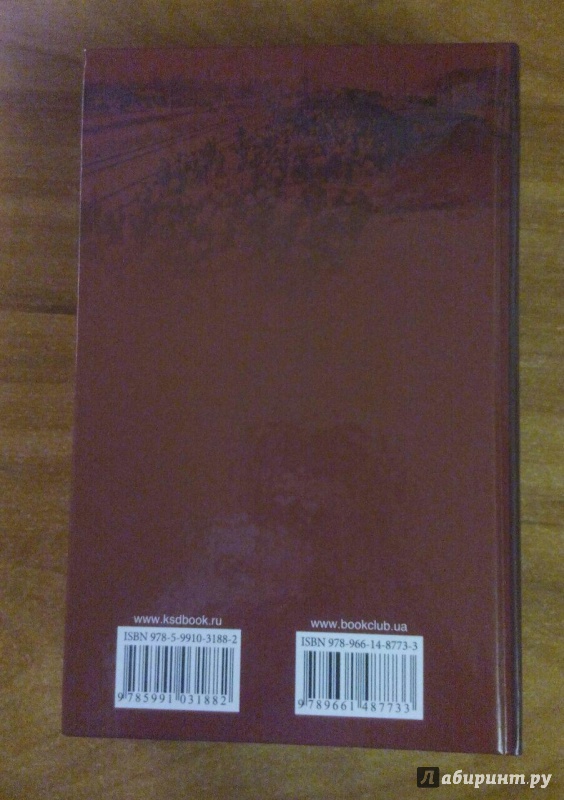 www.ksdbook.ru
ISBN 978-5-9910-3188-2
9 785991 031882
www.bookclub.ua
ISBN 978-966-14-8773-3
9 789661 487733
Лабиринт.ру